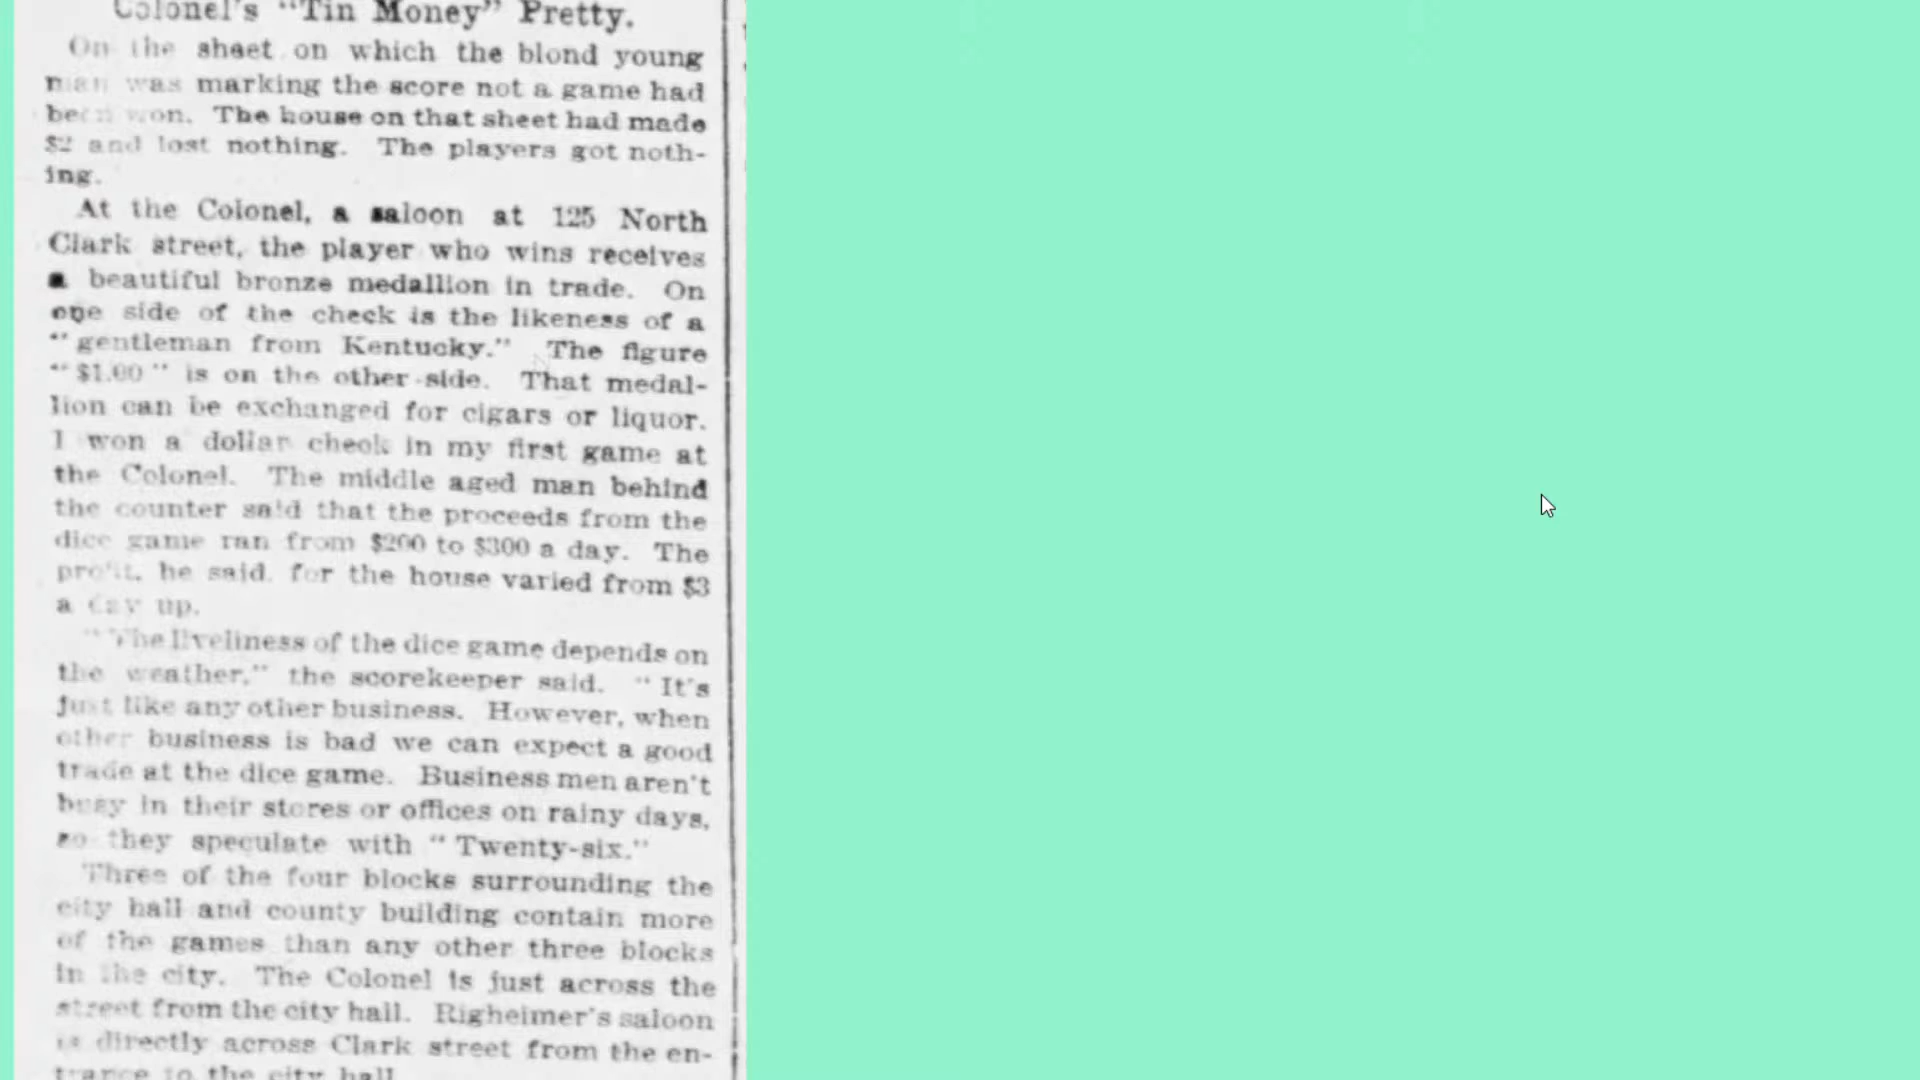 Colonel's "Tin Money" Pretty.
On the sheet on which the blond young
man was marking the score not a game had
been won. The house on that sheet had made
$2 and lost nothing. The players got noth-
ing.
At the Colonel, a saloon at 125 North
Clark street, the player who wins receives
a beautiful bronze medallion in trade. On
one side of the check is the likeness of a
"gentleman from Kentucky." The figure
"$1.00" is on the other side. That medal-
lion can be exchanged for cigars or liquor.
I won a dollar check in my first game at
the Colonel. The middle aged man behind
the counter said that the proceeds from the
dice game ran from $200 to $300 a day. The
profit, he said, for the house varied from $3
a day up.
"The liveliness of the dice game depends on
the weather," the scorekeeper said. "It's
just like any other business. However, when
other business is bad we can expect a good
trade at the dice game. Business men aren't
busy in their stores or offices on rainy days,
so they speculate with "Twenty-six."
Three of the four blocks surrounding the
city hall and county building contain more
of the games than any other three blocks
in the city. The Colonel is just across the
street from the city hall. Righeimer's saloon
is directly across Clark street from the en-
trance to the city hall